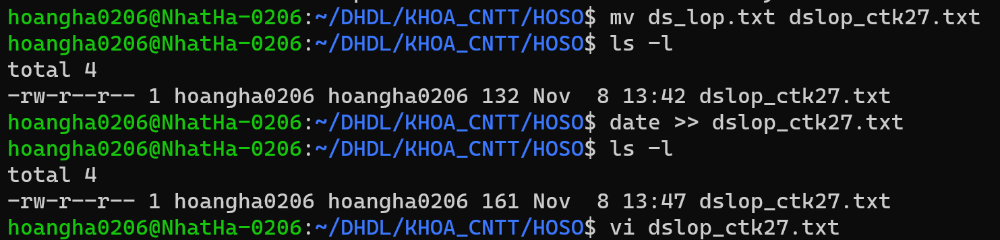 hoangha0206@NhatHa-0206:~/DHDL/KHOA_CNTT/HOSO$ mv ds_lop.txt dslop_ctk27.txt
hoangha0206@NhatHa-0206:~/DHDL/KHOA_CNTT/HOSO$ ls -l
total 4
-rw-r--r-- 1 hoangha0206 hoangha0206 132 Nov  8 13:42 dslop_ctk27.txt
hoangha0206@NhatHa-0206:~/DHDL/KHOA_CNTT/HOSO$ date >> dslop_ctk27.txt
hoangha0206@NhatHa-0206:~/DHDL/KHOA_CNTT/HOSO$ ls -l
total 4
-rw-r--r-- 1 hoangha0206 hoangha0206 161 Nov  8 13:47 dslop_ctk27.txt
hoangha0206@NhatHa-0206:~/DHDL/KHOA_CNTT/HOSO$ vi dslop_ctk27.txt